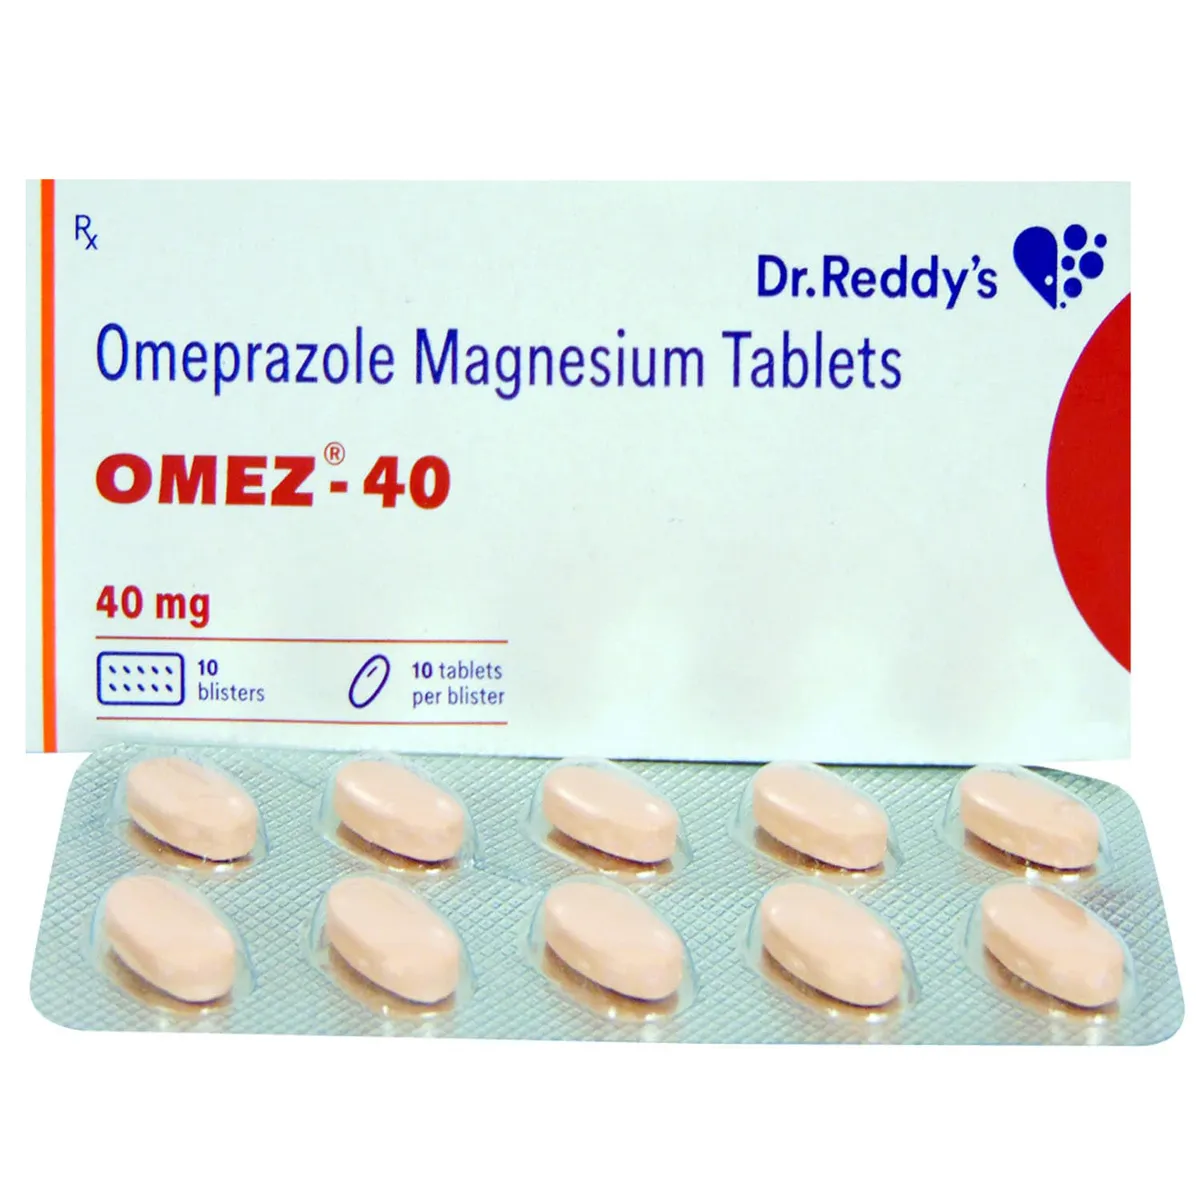 Rx
Dr.Reddy's
Omeprazole Magnesium Tablets
OMEZ® - 40
40 mg
10
blisters
10 tablets
per blister